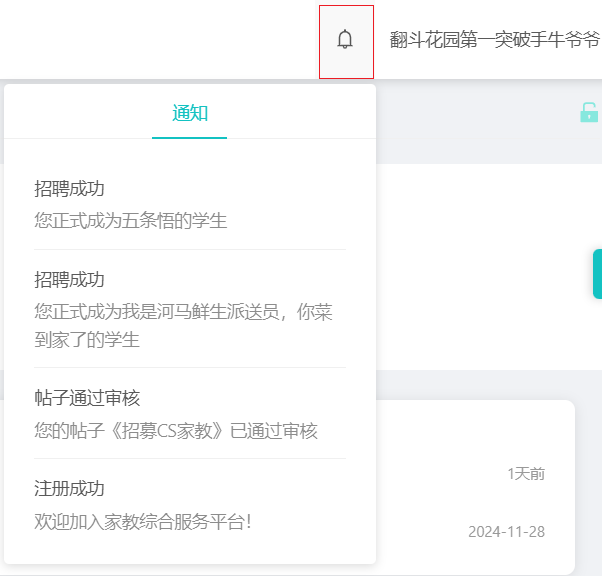 翻斗花园第一突破手牛爷爷
通知
招聘成功
您正式成为五条悟的学生
招聘成功
您正式成为我是河马鲜生派送员，你菜
到家了的学生
帖子通过审核
您的帖子《招募CS家教》已通过审核
1天前
注册成功
欢迎加入家教综合服务平台！
2024-11-28